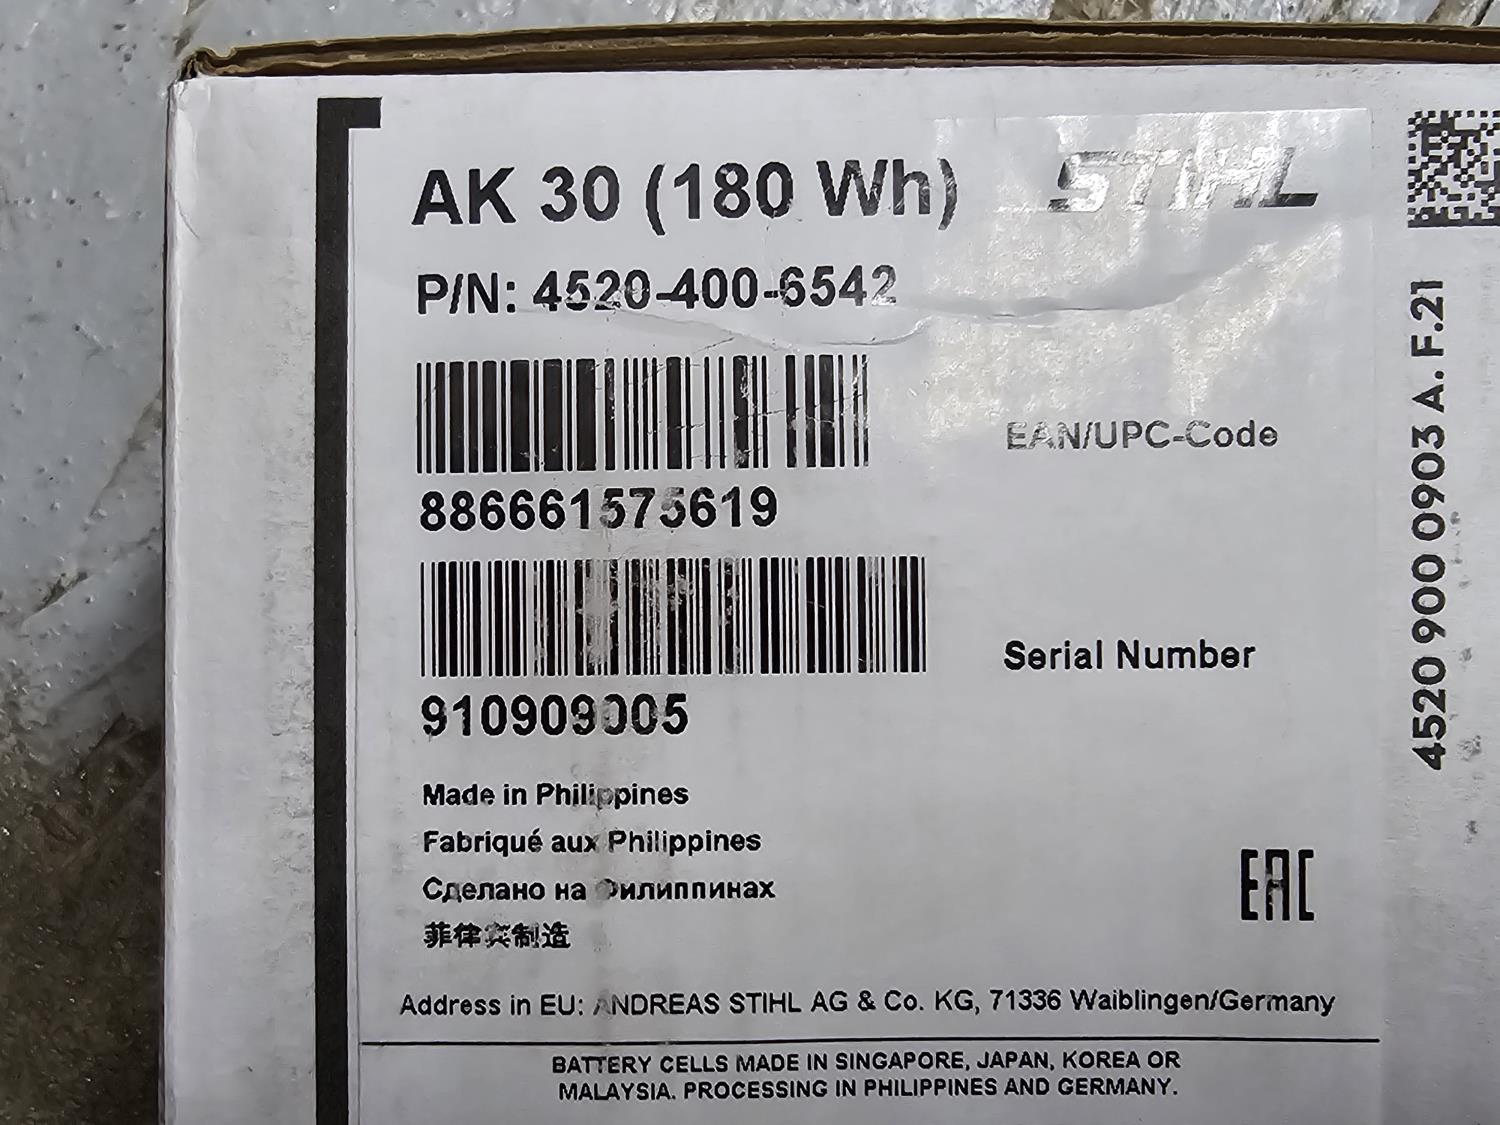 AK 30 (180 Wh)
STIHL
P/N: 4520-400-6542
EAN/UPC-Code
886661575619
Serial Number
910909005
Made in Philippines
Fabriqué aux Philippines
Сделано на Филиппинах
菲律宾制造
EAC
Address in EU: ANDREAS STIHL AG & Co. KG, 71336 Waiblingen/Germany
BATTERY CELLS MADE IN SINGAPORE, JAPAN, KOREA OR
MALAYSIA. PROCESSING IN PHILIPPINES AND GERMANY.
4520 900 0903 A. F.21